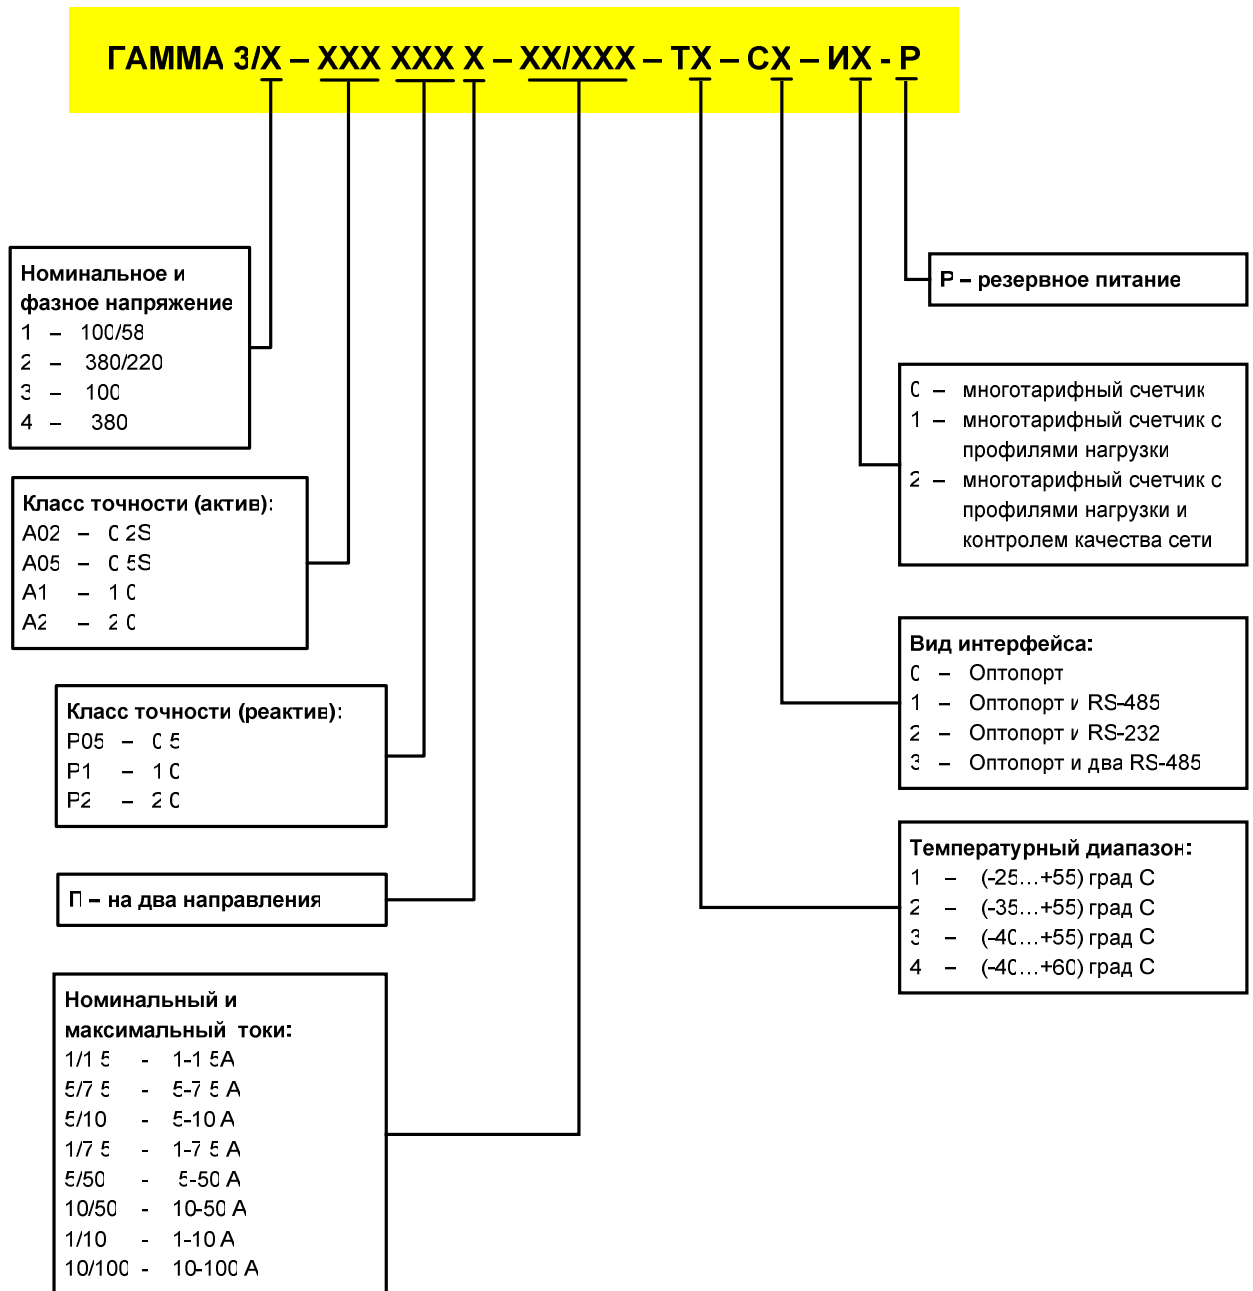 ГАММА 3/Х – ХХХ ХХХ Х – ХХ/ХХХ – ТХ – СХ – ИХ - Р
Номинальное и
фазное напряжение
1 – 100/58
2 – 380/220
3 – 100
4 – 380
Класс точности (актив):
А02 – 0 2S
А05 – 0 5S
А1 – 1 0
А2 – 2 0
Класс точности (реактив):
Р05 – 0 5
Р1 – 1 0
Р2 – 2 0
П – на два направления
Номинальный и
максимальный токи:
1/1 5 - 1-1 5А
5/7 5 - 5-7 5 А
5/10 - 5-10 А
1/7 5 - 1-7 5 А
5/50 - 5-50 А
10/50 - 10-50 А
1/10 - 1-10 А
10/100 - 10-100 А
Р – резервное питание
0 – многотарифный счетчик
1 – многотарифный счетчик с
профилями нагрузки
2 – многотарифный счетчик с
профилями нагрузки и
контролем качества сети
Вид интерфейса:
0 – Оптопорт
1 – Оптопорт и RS-485
2 – Оптопорт и RS-232
3 – Оптопорт и два RS-485
Температурный диапазон:
1 – (-25…+55) град С
2 – (-35…+55) град С
3 – (-40…+55) град С
4 – (-40…+60) град С